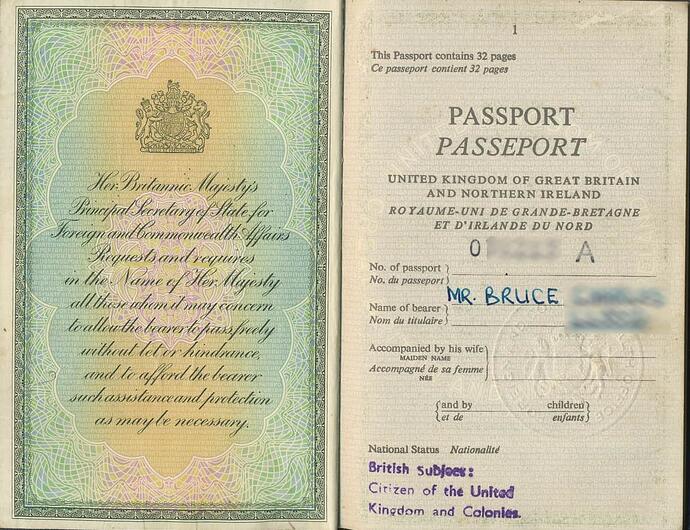 Her Britannic Majesty's
Principal Secretary of State for
Foreign and Commonwealth Affairs
Requests and requires
in the Name of Her Majesty
all those whom it may concern
to allow the bearer to pass freely
without let or hindrance,
and to afford the bearer
such assistance and protection
as may be necessary.
1
This Passport contains 32 pages
Ce passeport contient 32 pages
PASSPORT
PASSEPORT
UNITED KINGDOM OF GREAT BRITAIN
AND NORTHERN IRELAND
ROYAUME-UNI DE GRANDE-BRETAGNE
ET D'IRLANDE DU NORD
0 A
No. of passport
No. du passeport
MR. BRUCE
Name of bearer
Nom du titulaire
Accompanied by his wife
MAIDEN NAME
Accompagné de sa femme
NÉE
and by children
et de enfants
National Status Nationalité
British Subject:
Citizen of the United
Kingdom and Colonies.